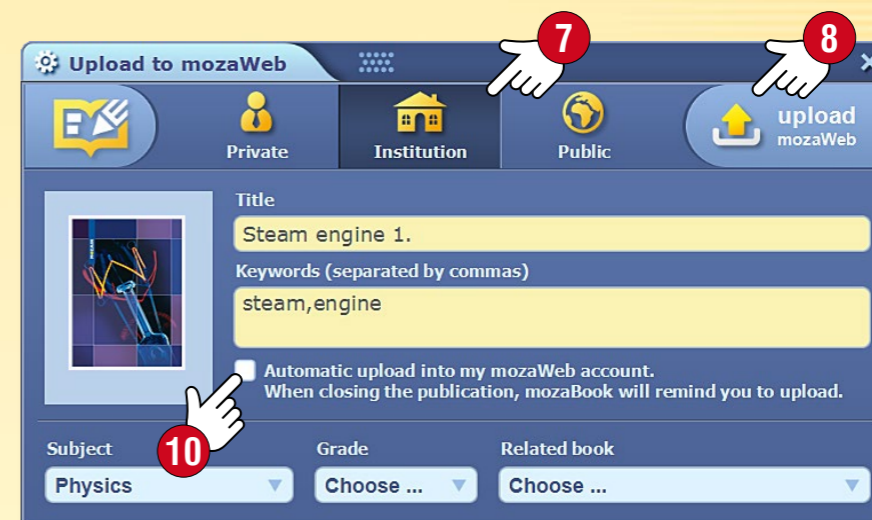 7
8
Upload to mozaWeb
Private
Institution
Public
upload
mozaWeb
Title
Steam engine 1.
Keywords (separated by commas)
steam,engine
Automatic upload into my mozaWeb account.
When closing the publication, mozaBook will remind you to upload.
10
Subject
Grade
Related book
Physics
Choose ...
Choose ...